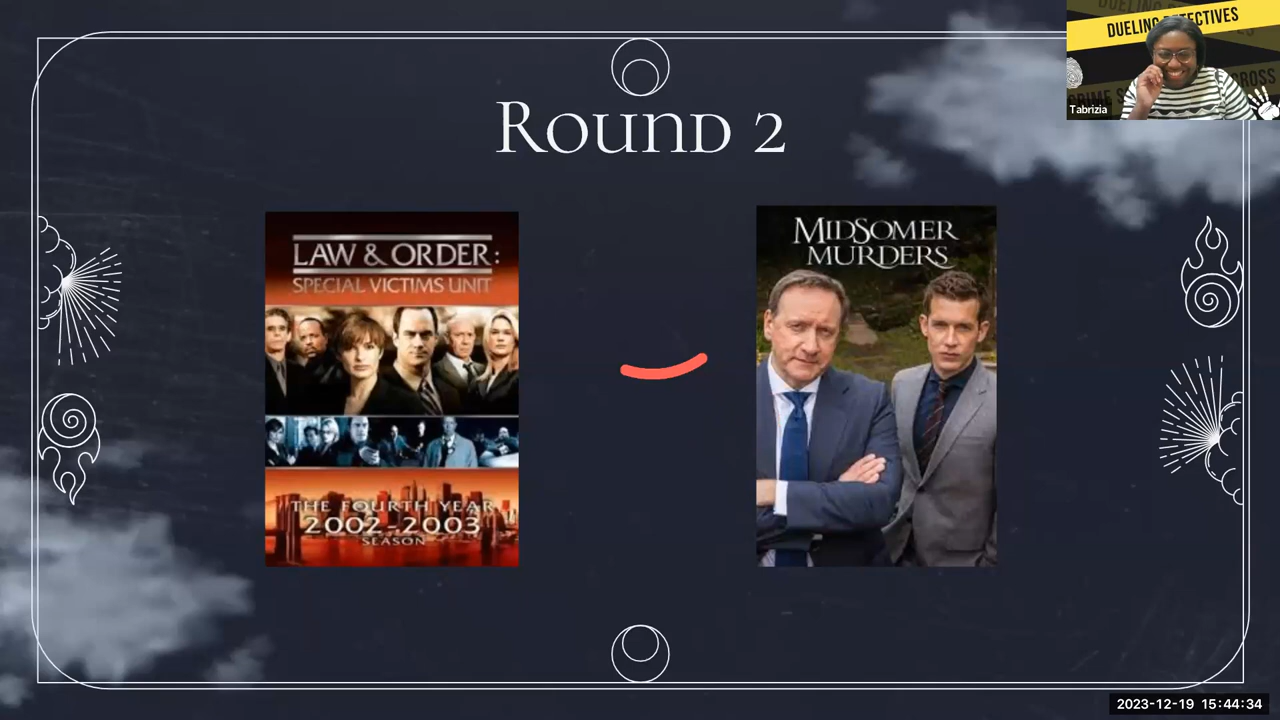 DUELING DETECTIVES
Tabrizia
Round 2
LAW & ORDER:
SPECIAL VICTIMS UNIT
THE FOURTH YEAR
2002-2003
SEASON
MIDSOMER
MURDERS
2023-12-19 15:44:34